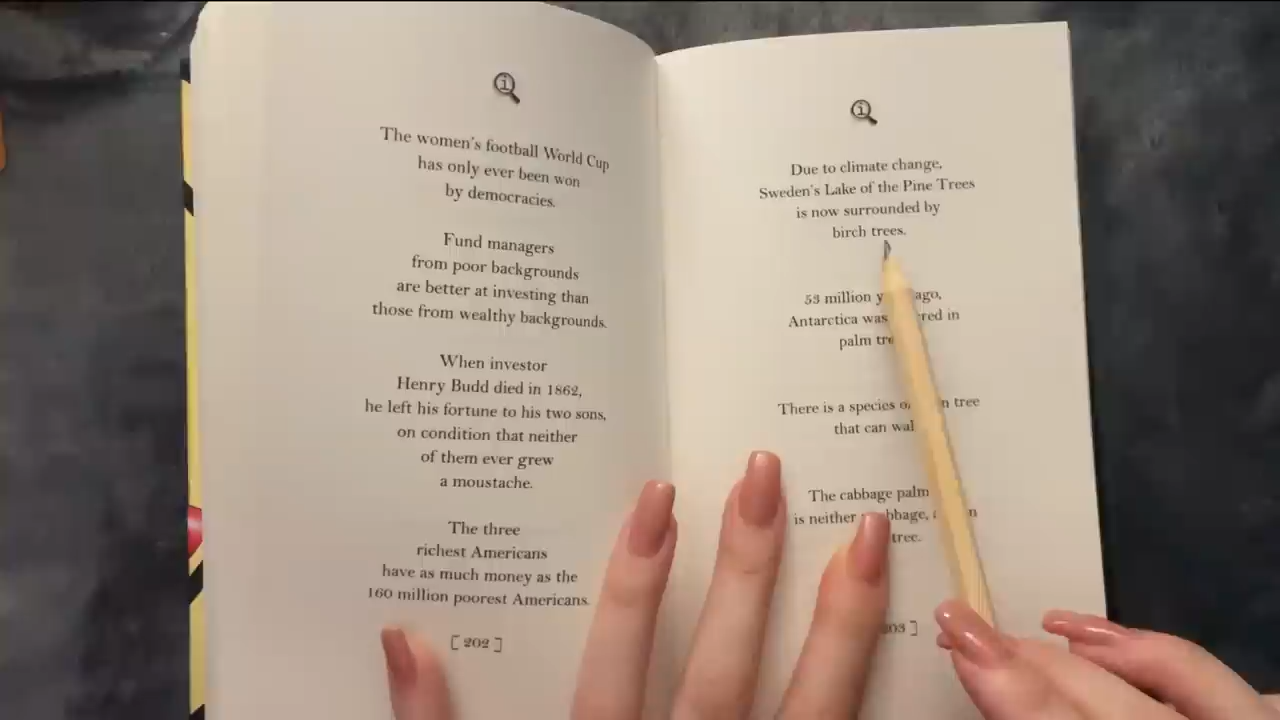 The women's football World Cup
has only ever been won
by democracies.
Fund managers
from poor backgrounds
are better at investing than
those from wealthy backgrounds.
When investor
Henry Budd died in 1862,
he left his fortune to his two sons,
on condition that neither
of them ever grew
a moustache.
The three
richest Americans
have as much money as the
160 million poorest Americans.
[ 202 ]
Due to climate change,
Sweden's Lake of the Pine Trees
is now surrounded by
birch trees.
53 million ago,
Antarctica was in
palm
There is a species tree
that can
The cabbage palm
is neither
tree.